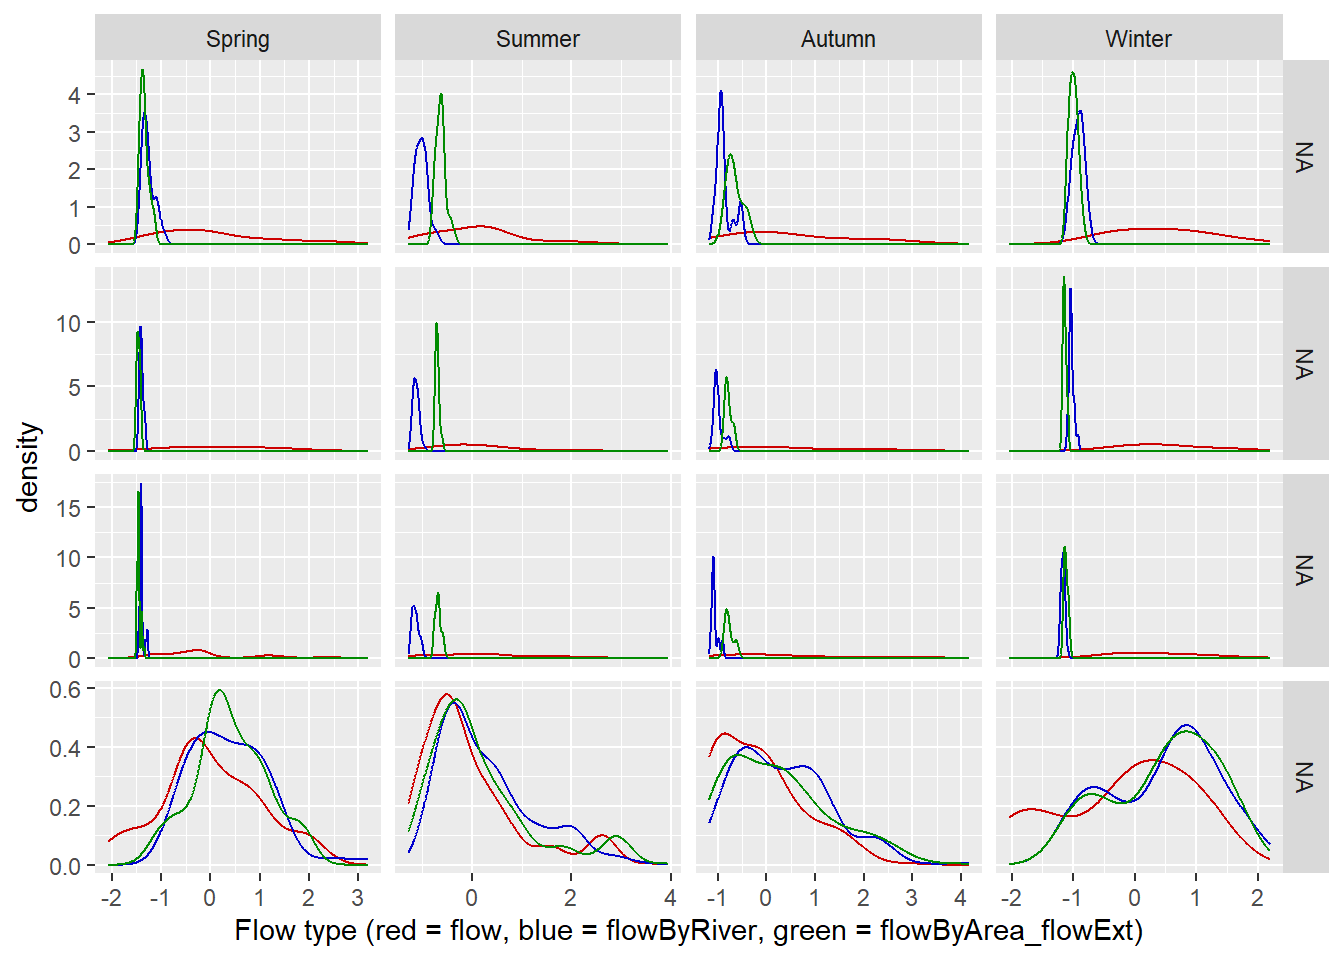 Spring Summer Autumn Winter
4
3
2
1
0
NA
10
5
0
NA
15
10
5
0
NA
0.6
0.4
0.2
0.0
NA
density
-2 -1 0 1 2 3 0 2 4 -1 0 1 2 3 4 -2 -1 0 1 2
Flow type (red = flow, blue = flowByRiver, green = flowByArea_flowExt)